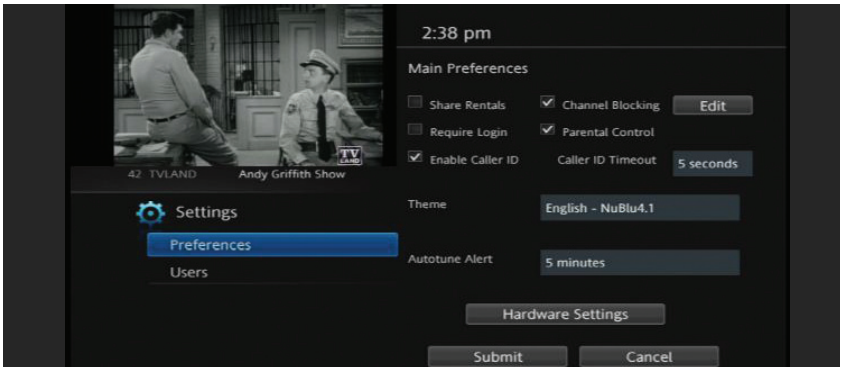 TV
LAND
42 TVLAND Andy Griffith Show
Settings
Preferences
Users
2:38 pm
Main Preferences
Share Rentals
Channel Blocking
Edit
Require Login
Parental Control
Enable Caller ID
Caller ID Timeout
5 seconds
Theme
English - NuBlu4.1
Autotune Alert
5 minutes
Hardware Settings
Submit
Cancel